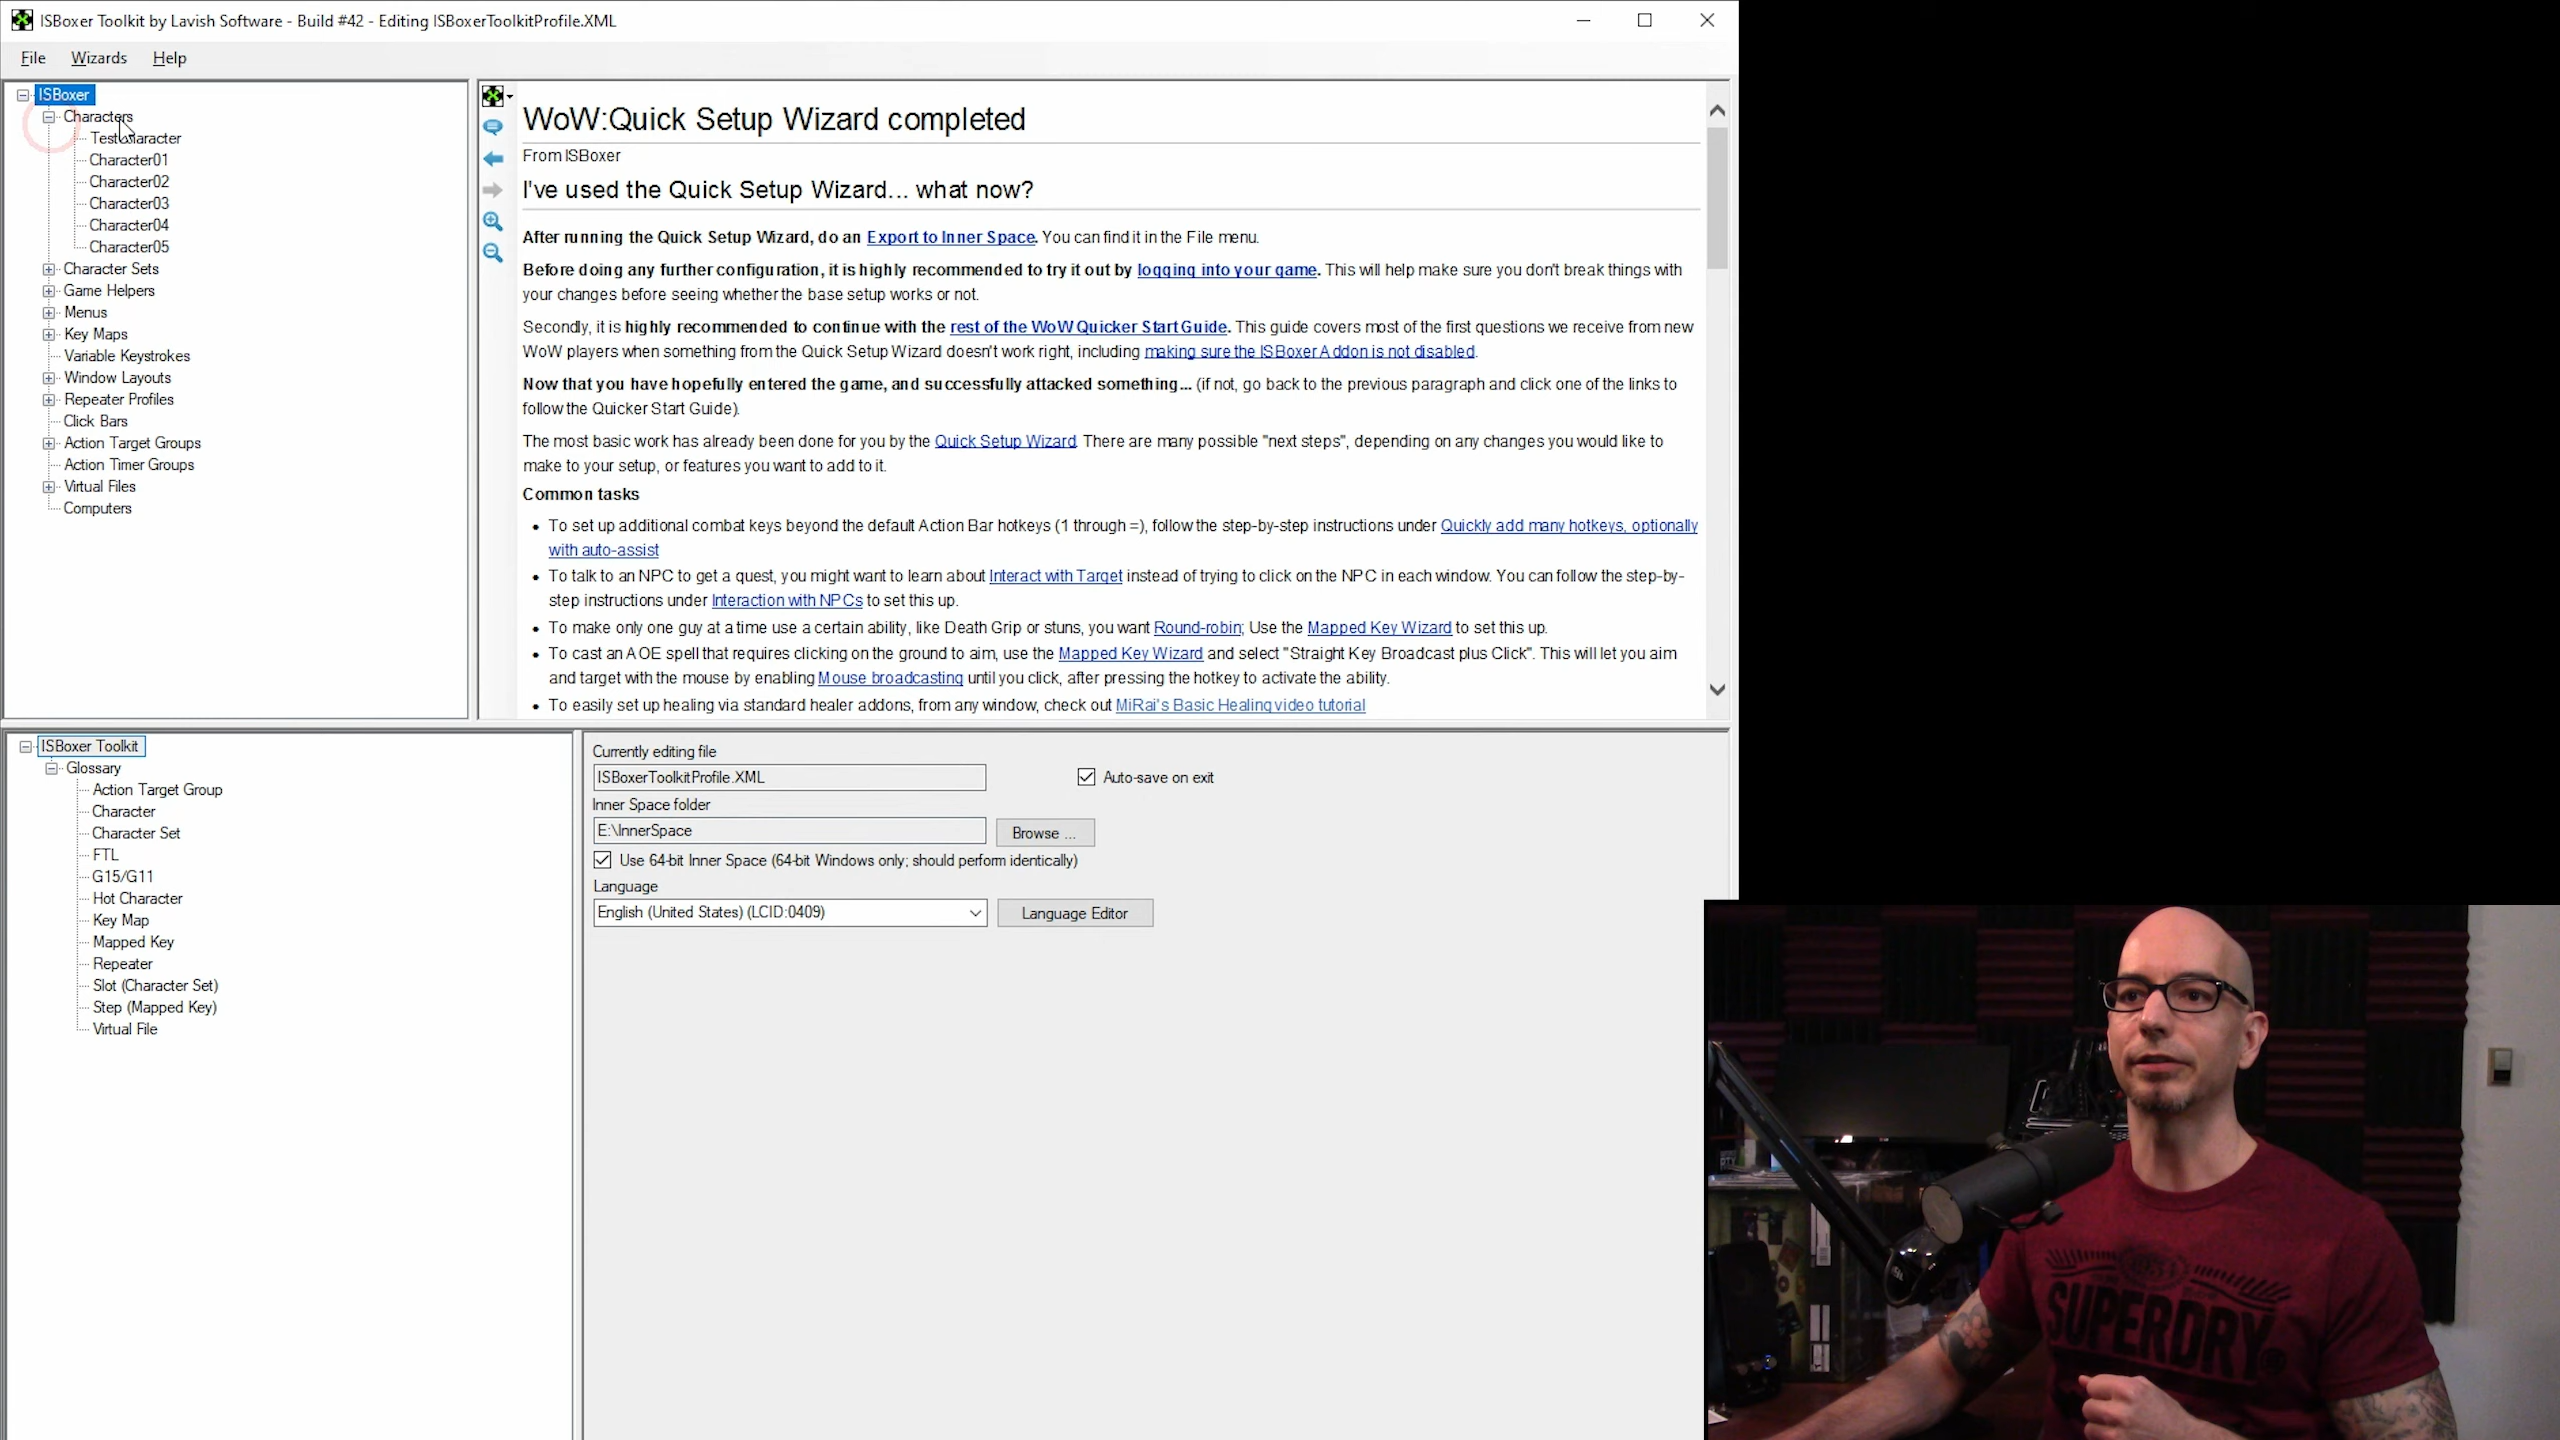 ISBoxer Toolkit by Lavish Software - Build #42 - Editing ISBoxerToolkitProfile.XML
File Wizards Help
ISBoxer
Characters
TestCharacter
Character01
Character02
Character03
Character04
Character05
Character Sets
Game Helpers
Menus
Key Maps
Variable Keystrokes
Window Layouts
Repeater Profiles
Click Bars
Action Target Groups
Action Timer Groups
Virtual Files
Computers
WoW:Quick Setup Wizard completed
From ISBoxer
I've used the Quick Setup Wizard... what now?
After running the Quick Setup Wizard, do an Export to Inner Space. You can find it in the File menu.
Before doing any further configuration, it is highly recommended to try it out by logging into your game. This will help make sure you don't break things with
your changes before seeing whether the base setup works or not.
Secondly, it is highly recommended to continue with the rest of the WoW Quicker Start Guide. This guide covers most of the first questions we receive from new
WoW players when something from the Quick Setup Wizard doesn't work right, including making sure the ISBoxer Addon is not disabled.
Now that you have hopefully entered the game, and successfully attacked something... (if not, go back to the previous paragraph and click one of the links to
follow the Quicker Start Guide).
The most basic work has already been done for you by the Quick Setup Wizard. There are many possible "next steps", depending on any changes you would like to
make to your setup, or features you want to add to it.
Common tasks
To set up additional combat keys beyond the default Action Bar hotkeys (1 through =), follow the step-by-step instructions under Quickly add many hotkeys, optionally
with auto-assist
To talk to an NPC to get a quest, you might want to learn about Interact with Target instead of trying to click on the NPC in each window. You can follow the step-by-
step instructions under Interaction with NPCs to set this up.
To make only one guy at a time use a certain ability, like Death Grip or stuns, you want Round-robin; Use the Mapped Key Wizard to set this up.
To cast an AOE spell that requires clicking on the ground to aim, use the Mapped Key Wizard and select "Straight Key Broadcast plus Click". This will let you aim
and target with the mouse by enabling Mouse broadcasting until you click, after pressing the hotkey to activate the ability.
To easily set up healing via standard healer addons, from any window, check out MiRai's Basic Healing video tutorial
ISBoxer Toolkit
Glossary
Action Target Group
Character
Character Set
FTL
G15/G11
Hot Character
Key Map
Mapped Key
Repeater
Slot (Character Set)
Step (Mapped Key)
Virtual File
Currently editing file
ISBoxerToolkitProfile.XML
Auto-save on exit
Inner Space folder
E:\InnerSpace
Browse ...
Use 64-bit Inner Space (64-bit Windows only; should perform identically)
Language
English (United States) (LCID:0409)
Language Editor
SUPERDRY